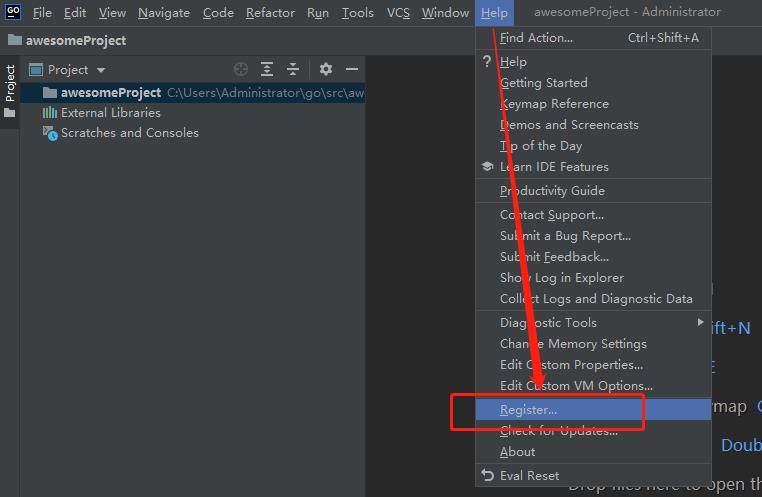 GO File Edit View Navigate Code Refactor Run Tools VCS Window Help awesomeProject - Administrator
awesomeProject
Project
Project
awesomeProject C:\Users\Administrator\go\src\aw
External Libraries
Scratches and Consoles
Find Action... Ctrl+Shift+A
? Help
Getting Started
Keymap Reference
Demos and Screencasts
Tip of the Day
Learn IDE Features
Productivity Guide
Contact Support...
Submit a Bug Report...
Submit Feedback...
Show Log in Explorer
Collect Logs and Diagnostic Data
Diagnostic Tools
Change Memory Settings
Edit Custom Properties...
Edit Custom VM Options...
Register...
Check for Updates...
About
Eval Reset
ift+N
E
ymap
Doub
Drop files here to open th